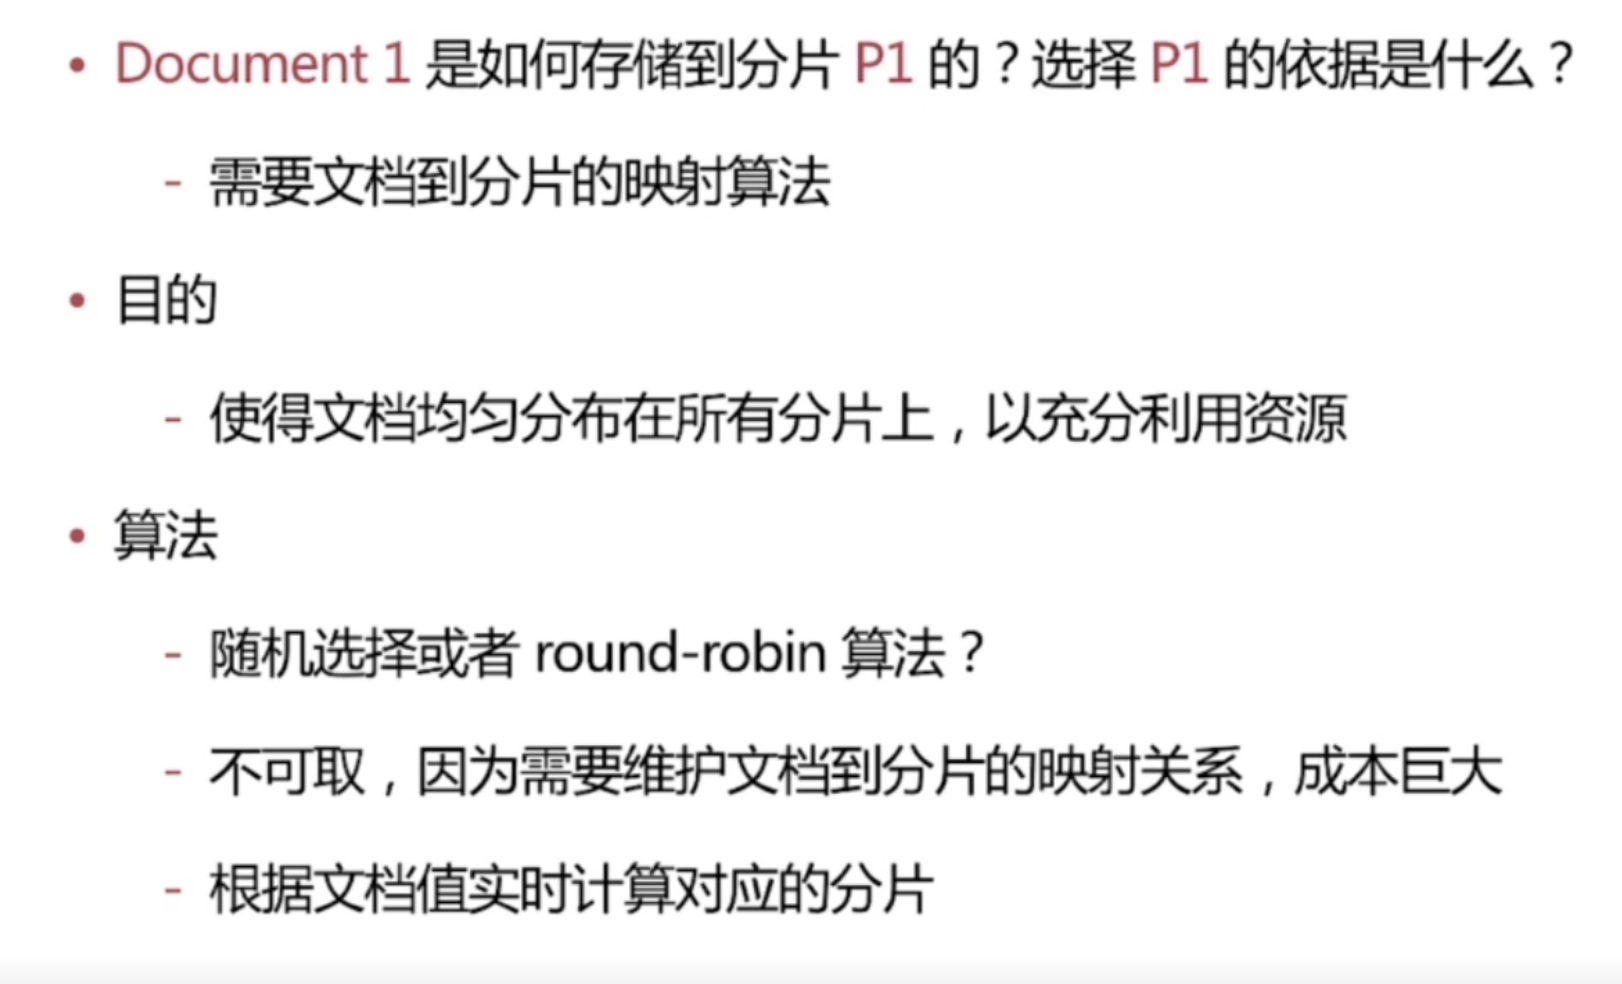 • Document 1 是如何存储到分片 P1 的？选择 P1 的依据是什么？
- 需要文档到分片的映射算法
• 目的
- 使得文档均匀分布在所有分片上，以充分利用资源
• 算法
- 随机选择或者 round-robin 算法？
- 不可取，因为需要维护文档到分片的映射关系，成本巨大
- 根据文档值实时计算对应的分片